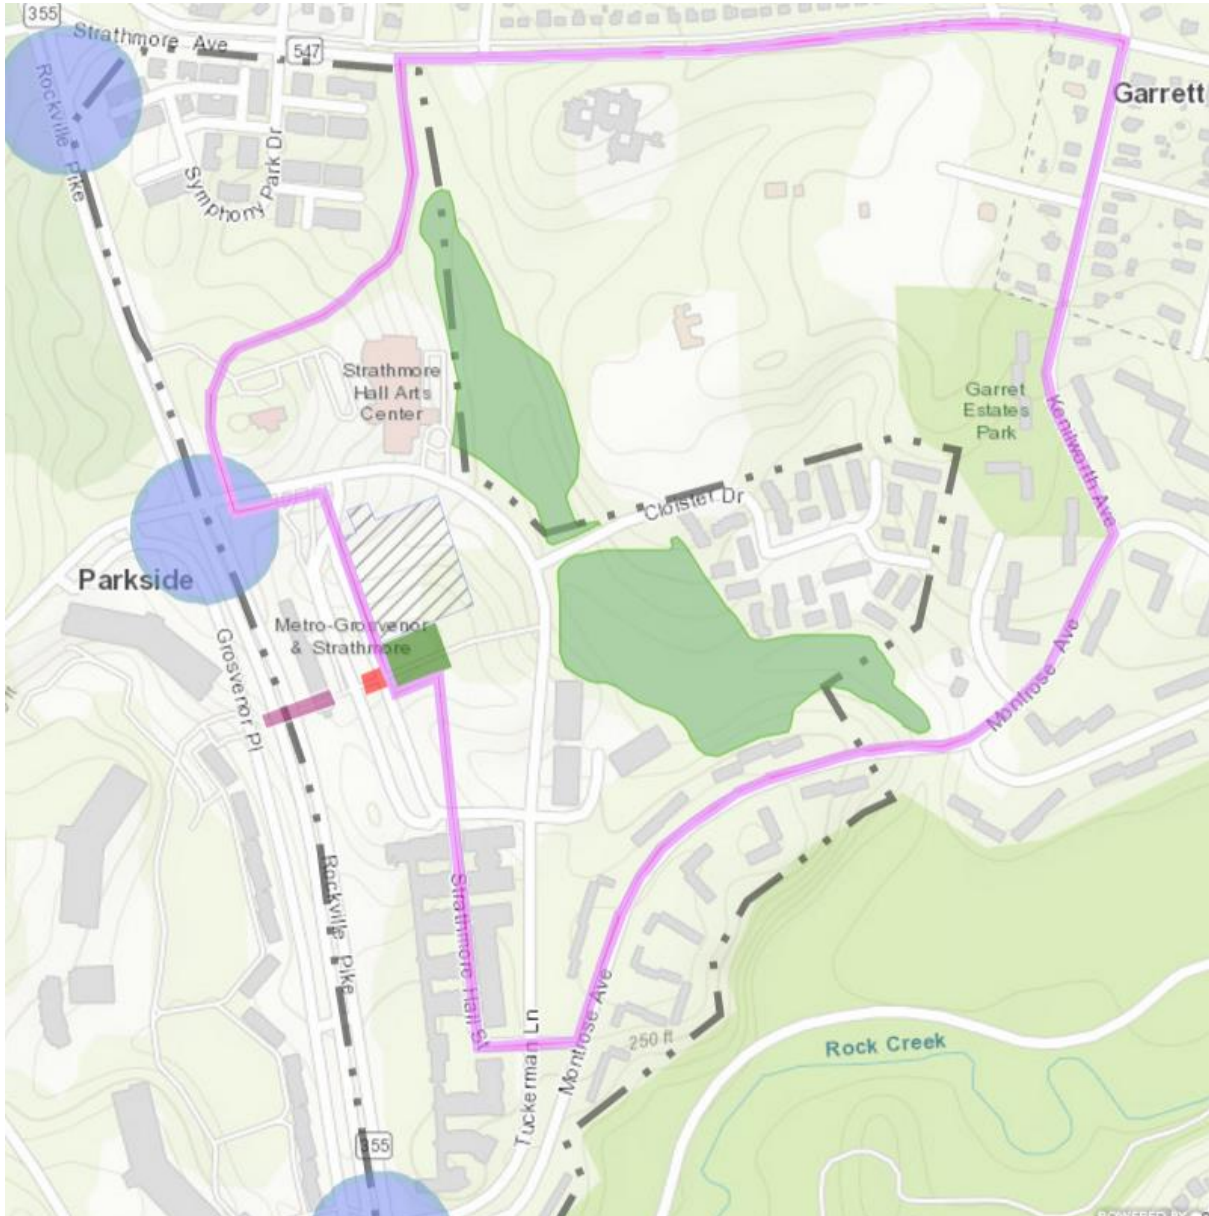 355
Strathmore Ave
547
Rockville Pike
Garrett
Symphony Park Dr
Strathmore
Hall Arts
Center
Garret
Estates
Park
Kenilworth Ave
Cloister Dr
Parkside
Metro-Grosvenor
& Strathmore
Grosvenor Pl
Montrose Ave
Rockville Pike
Strathmore Hall St
Tuckerman Ln
Montrose Ave
250 ft
Rock Creek
355